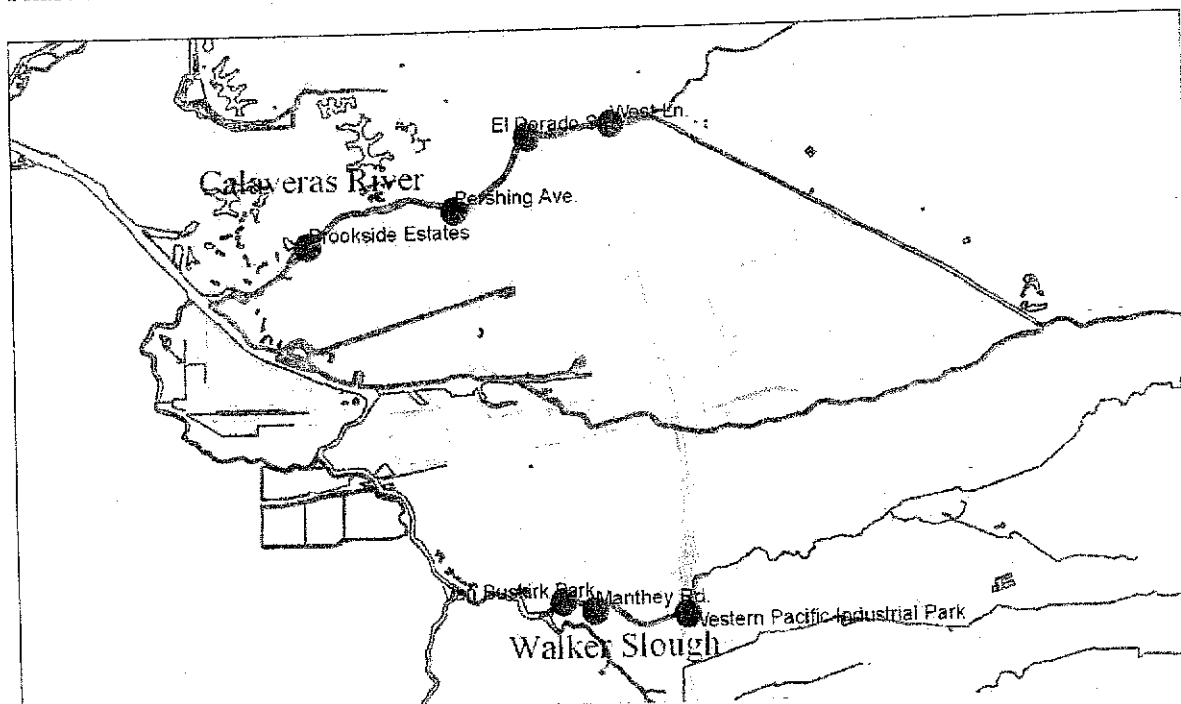 El Dorado St.
West Ln.
Calaveras River
Pershing Ave.
Brookside Estates
Buskirk Park
Manthey Rd.
Western Pacific Industrial Park
Walker Slough